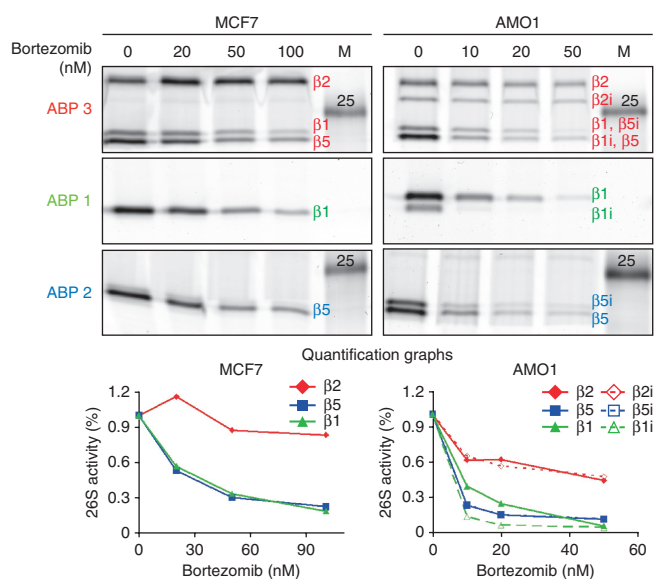 MCF7 AMO1
Bortezomib (nM) 0 20 50 100 M 0 10 20 50 M
ABP 3
β2
25
β1
β5
β2
β2i
25
β1, β5i
β1i, β5
ABP 1
β1
β1
β1i
ABP 2
25
β5
25
β5i
β5
Quantification graphs
MCF7
26S activity (%)
1.2
0.9
0.6
0.3
0
0 20 40 60 80 100
Bortezomib (nM)
β2
β5
β1
AMO1
26S activity (%)
1.2
0.9
0.6
0.3
0
0 20 40 60
Bortezomib (nM)
β2 β2i
β5 β5i
β1 β1i